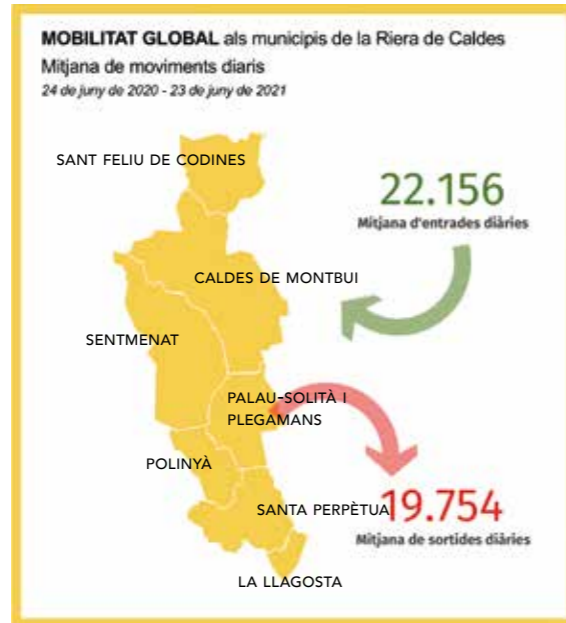 MOBILITAT GLOBAL als municipis de la Riera de Caldes
Mitjana de moviments diaris
24 de juny de 2020 - 23 de juny de 2021
SANT FELIU DE CODINES
22.156
Mitjana d'entrades diàries
CALDES DE MONTBUI
SENTMENAT
PALAU-SOLITÀ I
PLEGAMANS
POLINYÀ
SANTA PERPÈTUA
19.754
Mitjana de sortides diàries
LA LLAGOSTA